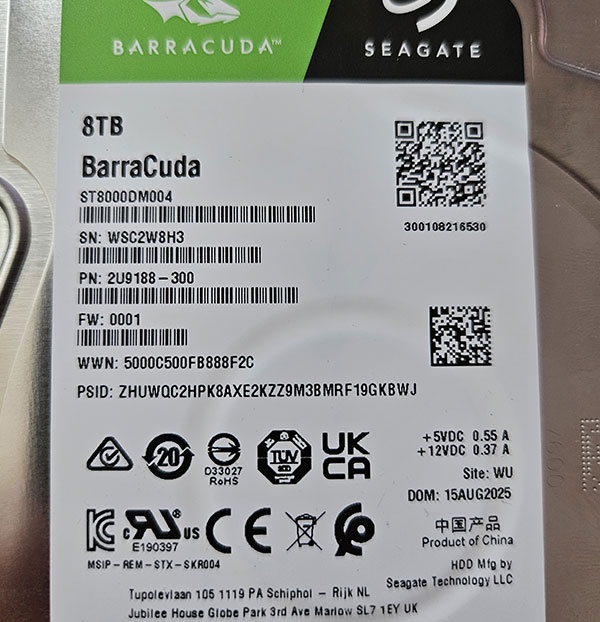 BARRACUDA™
SEAGATE
8TB
BarraCuda
ST8000DM004
300108216530
SN: WSC2W8H3
PN: 2U9188-300
FW: 0001
WWN: 5000C500FB888F2C
PSID: ZHUWQC2HPK8AXE2KZZ9M3BMRF19GKBWJ
20
D33027
RoHS
TÜV
UK
CA
+5VDC 0.55 A
+12VDC 0.37 A
Site: WU
DOM: 15AUG2025
c RU ® US
E190397
CE
MSIP-REM-STX-SKR004
中国产品
Product of China
HDD Mfg by
Seagate Technology LLC
Tupolevlaan 105 1119 PA Schiphol - Rijk NL
Jubilee House Globe Park 3rd Ave Marlow SL7 1EY UK